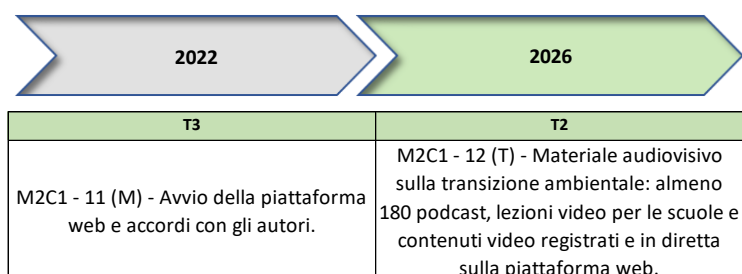 2022
2026
T3
T2
M2C1 - 11 (M) - Avvio della piattaforma
web e accordi con gli autori.
M2C1 - 12 (T) - Materiale audiovisivo
sulla transizione ambientale: almeno
180 podcast, lezioni video per le scuole e
contenuti video registrati e in diretta
sulla piattaforma web.